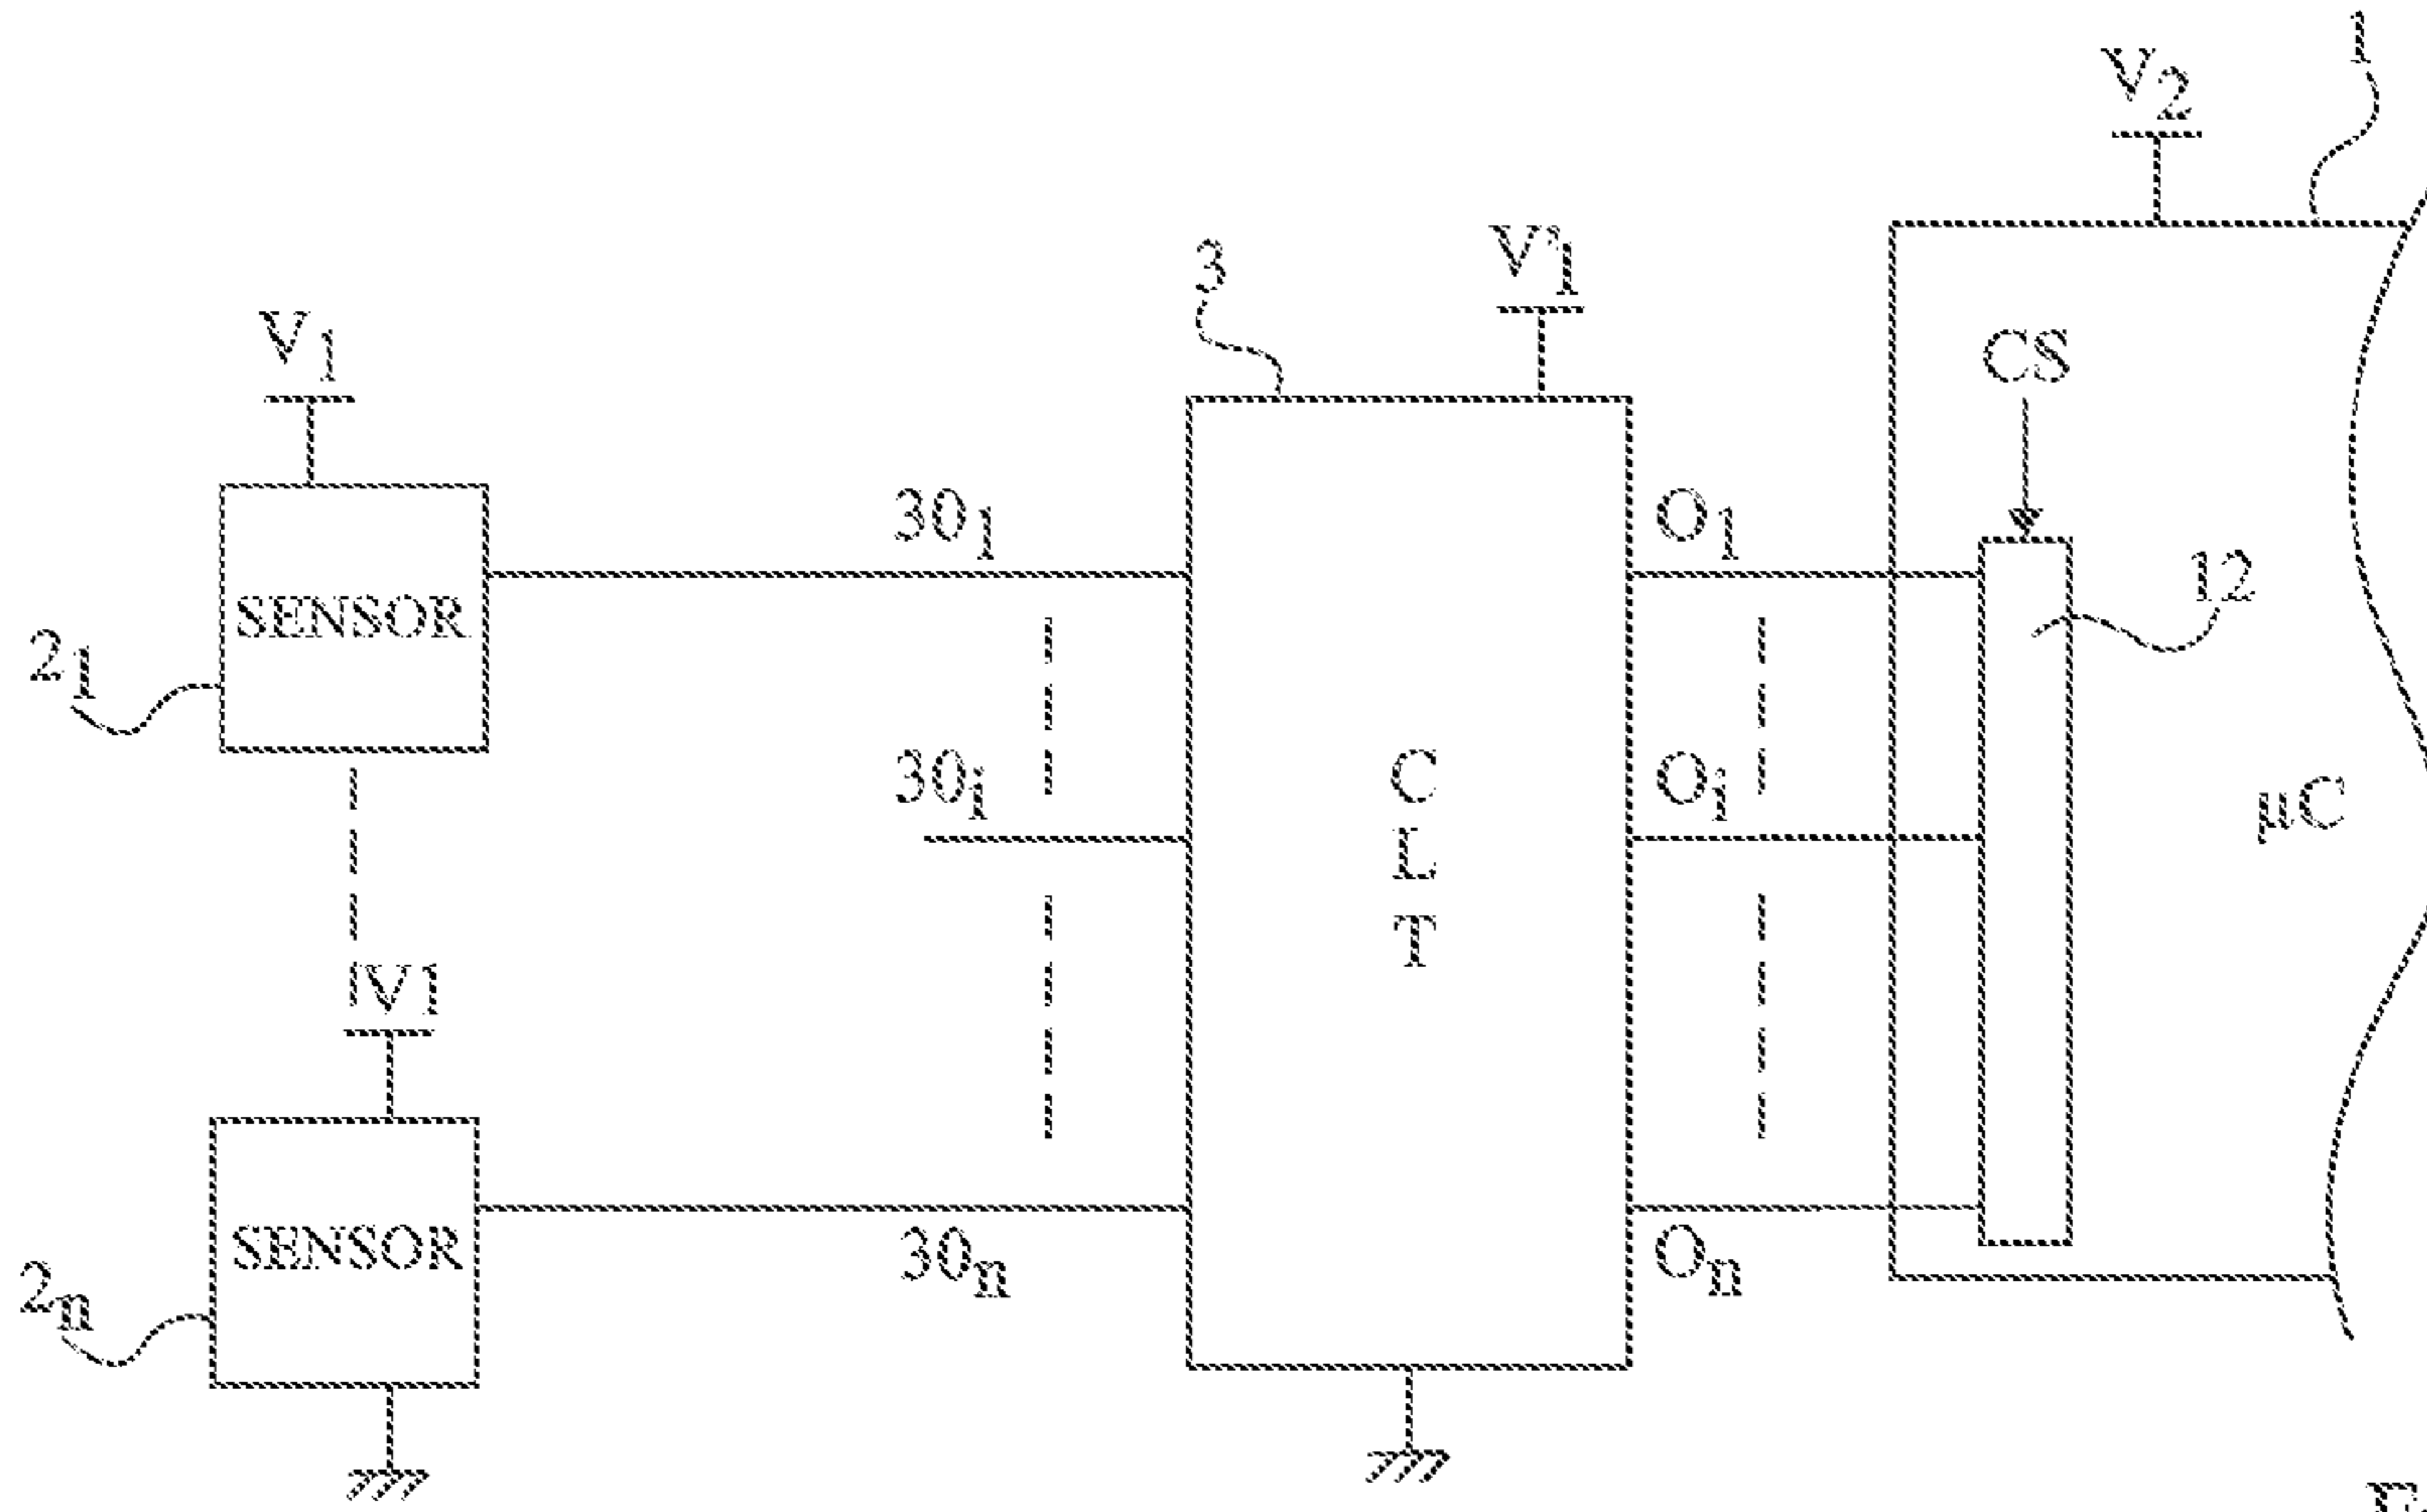 1
V2
3
V'1
V1
CS
301
O1
12
SENSOR
21
30i
C
L
T
Oi
µC
V1
SENSOR
30n
On
2n